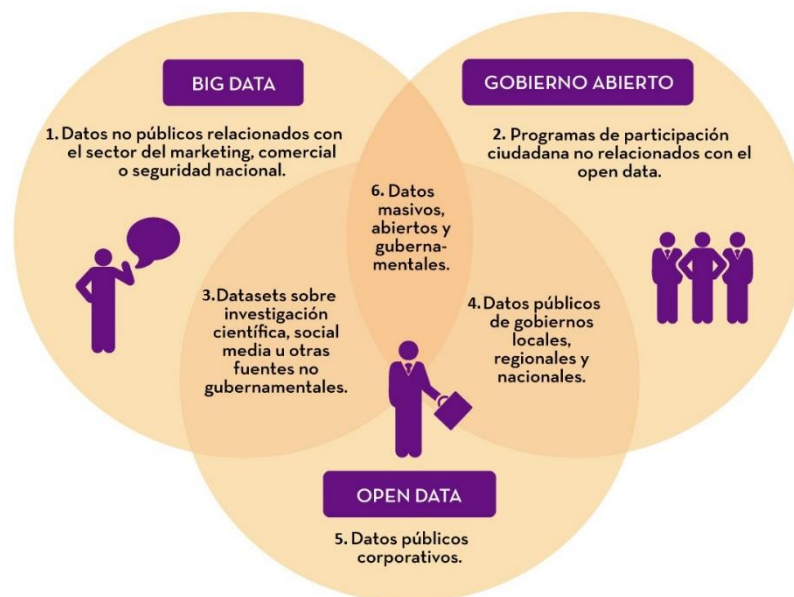 BIG DATA
1. Datos no públicos relacionados con
el sector del marketing, comercial
o seguridad nacional.
GOBIERNO ABIERTO
2. Programas de participación
ciudadana no relacionados con el
open data.
6. Datos
masivos,
abiertos y
guberna-
mentales.
3. Datasets sobre
investigación
científica, social
media u otras
fuentes no
gubernamentales.
4. Datos públicos
de gobiernos
locales,
regionales y
nacionales.
OPEN DATA
5. Datos públicos
corporativos.